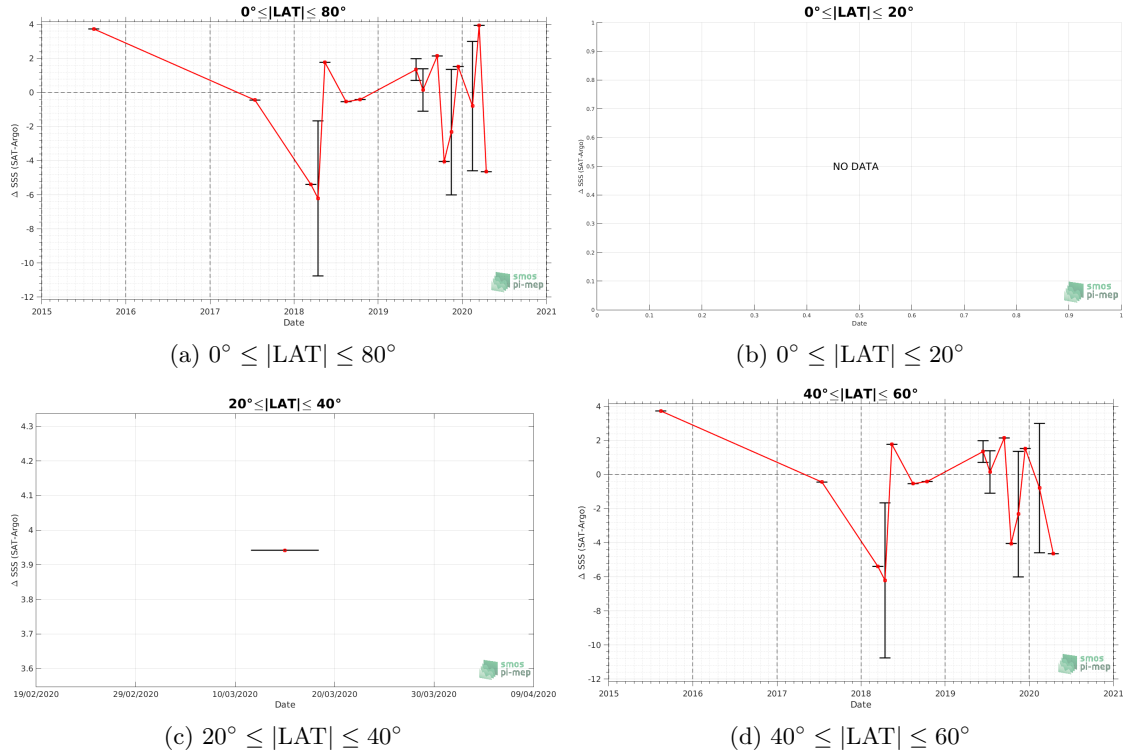 0°≤|LAT|≤ 80°
4
2
0
-2
-4
-6
-8
-10
-12
Δ SSS (SAT-Argo)
2015 2016 2017 2018 2019 2020 2021
Date
smos
pi-mep
(a) 0° ≤ |LAT| ≤ 80°
0°≤|LAT|≤ 20°
1
0.9
0.8
0.7
0.6
0.5
0.4
0.3
0.2
0.1
0
Δ SSS (SAT-Argo)
NO DATA
0 0.1 0.2 0.3 0.4 0.5 0.6 0.7 0.8 0.9 1
Date
smos
pi-mep
(b) 0° ≤ |LAT| ≤ 20°
20°≤|LAT|≤ 40°
4.3
4.2
4.1
4
3.9
3.8
3.7
3.6
Δ SSS (SAT-Argo)
19/02/2020 29/02/2020 10/03/2020 20/03/2020 30/03/2020 09/04/2020
Date
smos
pi-mep
(c) 20° ≤ |LAT| ≤ 40°
40°≤|LAT|≤ 60°
4
2
0
-2
-4
-6
-8
-10
-12
Δ SSS (SAT-Argo)
2015 2016 2017 2018 2019 2020 2021
Date
smos
pi-mep
(d) 40° ≤ |LAT| ≤ 60°